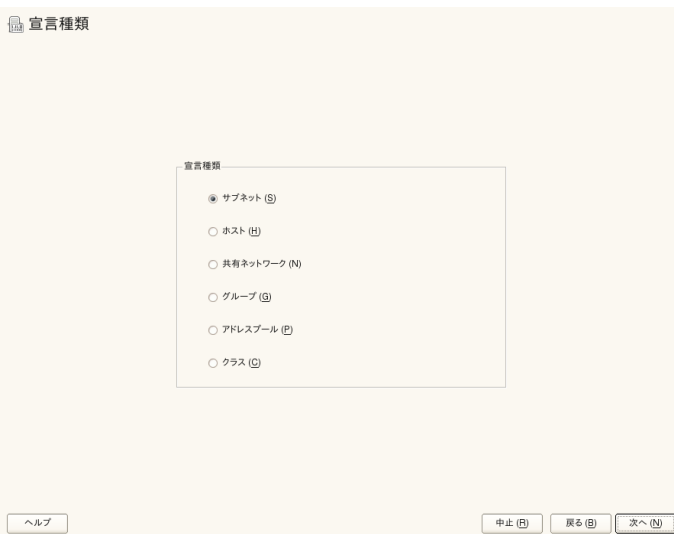 宣言種類
宣言種類
サブネット (S)
ホスト (H)
共有ネットワーク (N)
グループ (G)
アドレスプール (P)
クラス (C)
ヘルプ
中止 (R)
戻る (B)
次へ (N)